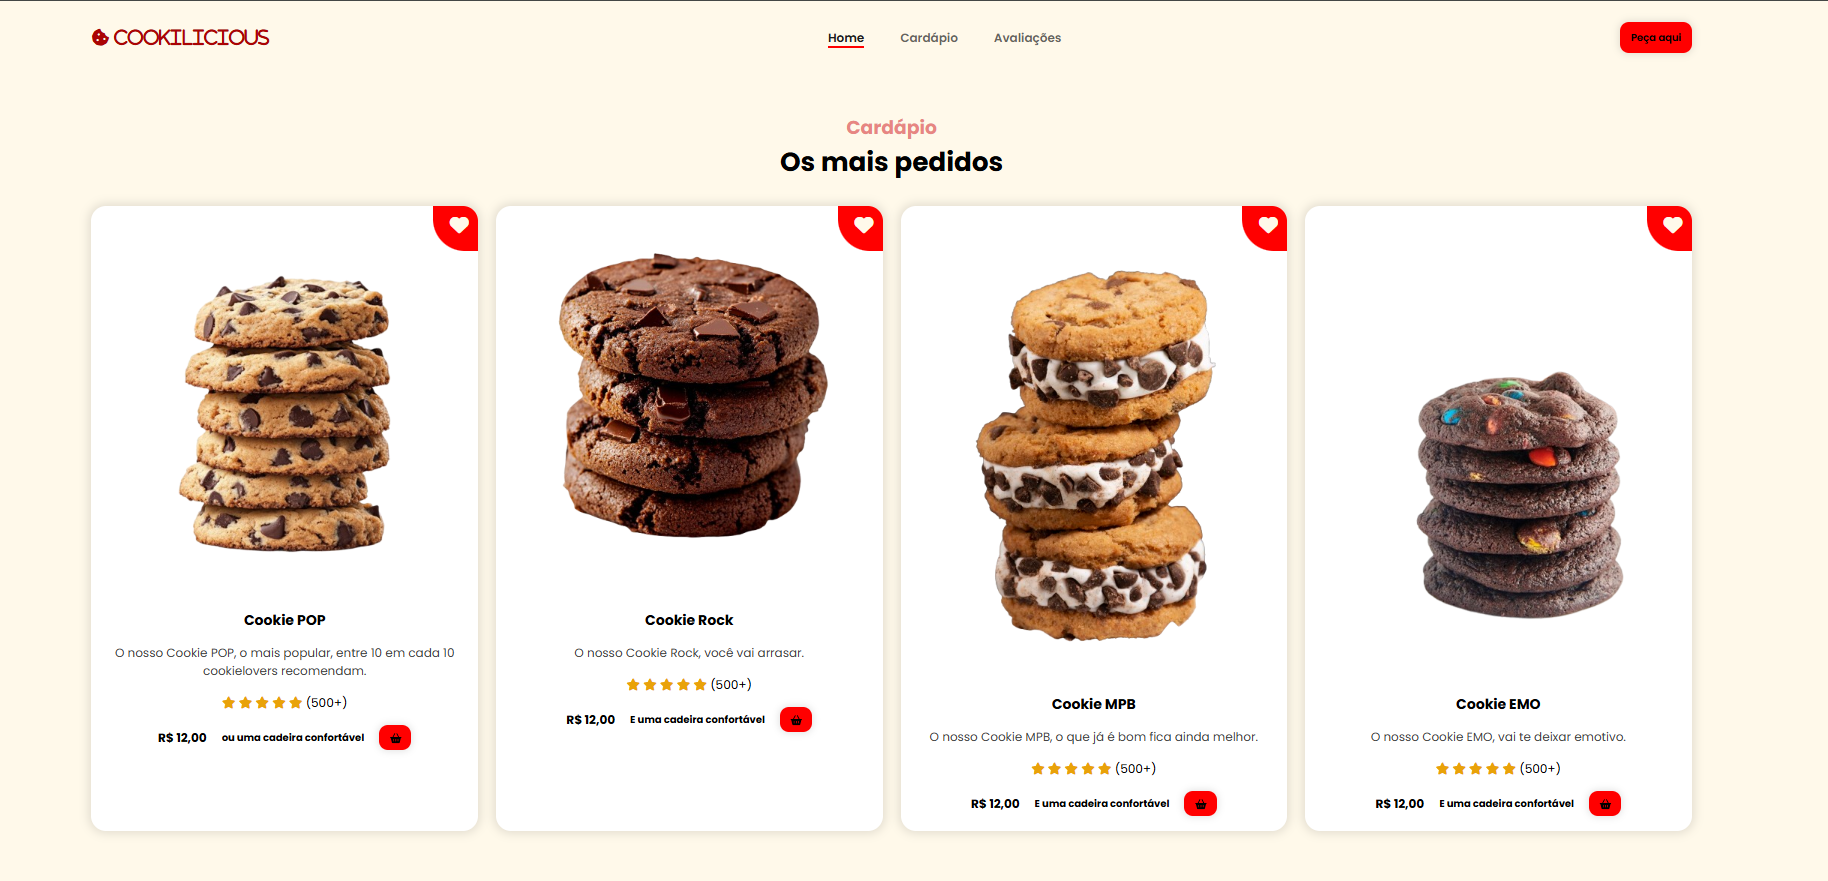 COOKILICIOUS
Home Cardápio Avaliações
Peça aqui
Cardápio
Os mais pedidos
Cookie POP
O nosso Cookie POP, o mais popular, entre 10 em cada 10
cookielovers recomendam.
(500+)
R$ 12,00 ou uma cadeira confortável
Cookie Rock
O nosso Cookie Rock, você vai arrasar.
(500+)
R$ 12,00 E uma cadeira confortável
Cookie MPB
O nosso Cookie MPB, o que já é bom fica ainda melhor.
(500+)
R$ 12,00 E uma cadeira confortável
Cookie EMO
O nosso Cookie EMO, vai te deixar emotivo.
(500+)
R$ 12,00 E uma cadeira confortável